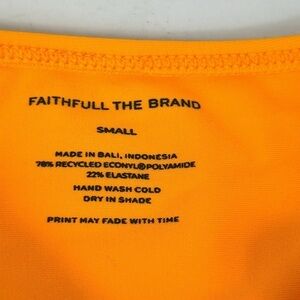 FAITHFULL THE BRAND
SMALL
MADE IN BALI, INDONESIA
78% RECYCLED ECONYL®POLYAMIDE
22% ELASTANE
HAND WASH COLD
DRY IN SHADE
PRINT MAY FADE WITH TIME